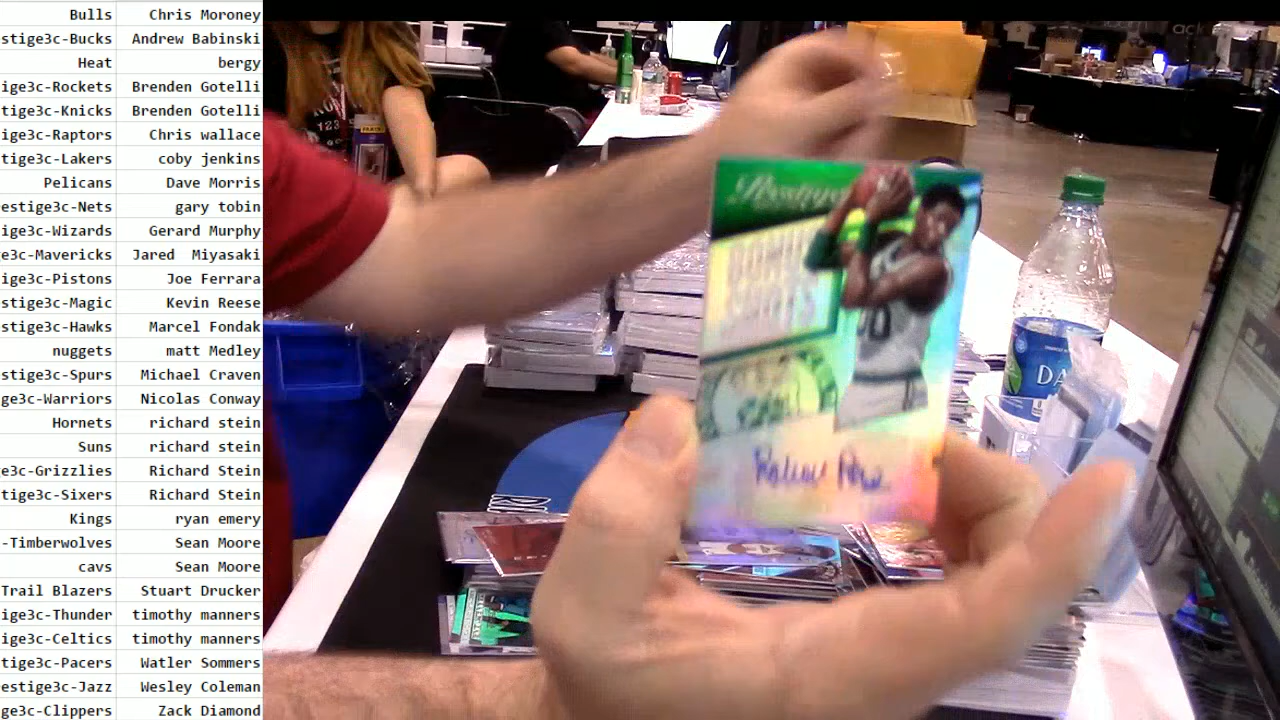 Bulls Chris Moroney
stige3c-Bucks Andrew Babinski
Heat bergy
ige3c-Rockets Brenden Gotelli
tige3c-Knicks Brenden Gotelli
ige3c-Raptors Chris wallace
tige3c-Lakers coby jenkins
Pelicans Dave Morris
estige3c-Nets gary tobin
ige3c-Wizards Gerard Murphy
e3c-Mavericks Jared Miyasaki
ige3c-Pistons Joe Ferrara
stige3c-Magic Kevin Reese
stige3c-Hawks Marcel Fondak
nuggets matt Medley
stige3c-Spurs Michael Craven
ge3c-Warriors Nicolas Conway
Hornets richard stein
Suns richard stein
e3c-Grizzlies Richard Stein
tige3c-Sixers Richard Stein
Kings ryan emery
-Timberwolves Sean Moore
cavs Sean Moore
Trail Blazers Stuart Drucker
ige3c-Thunder timothy manners
ige3c-Celtics timothy manners
tige3c-Pacers Watler Sommers
estige3c-Jazz Wesley Coleman
ge3c-Clippers Zack Diamond
123
Prestige
DA